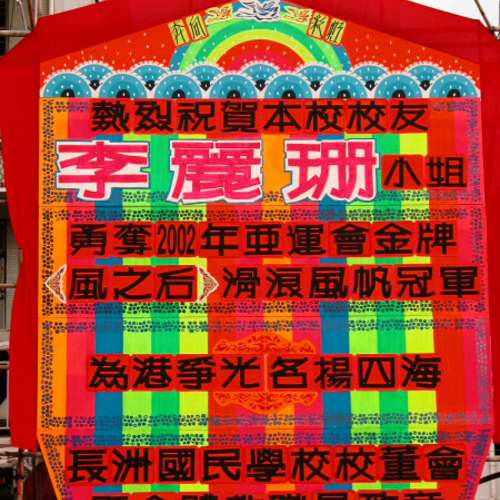 熱烈祝賀本校校友
李麗珊小姐
勇奪2002年亞運會金牌
《風之后》滑浪風帆冠軍
為港爭光名揚四海
長洲國民學校校董會